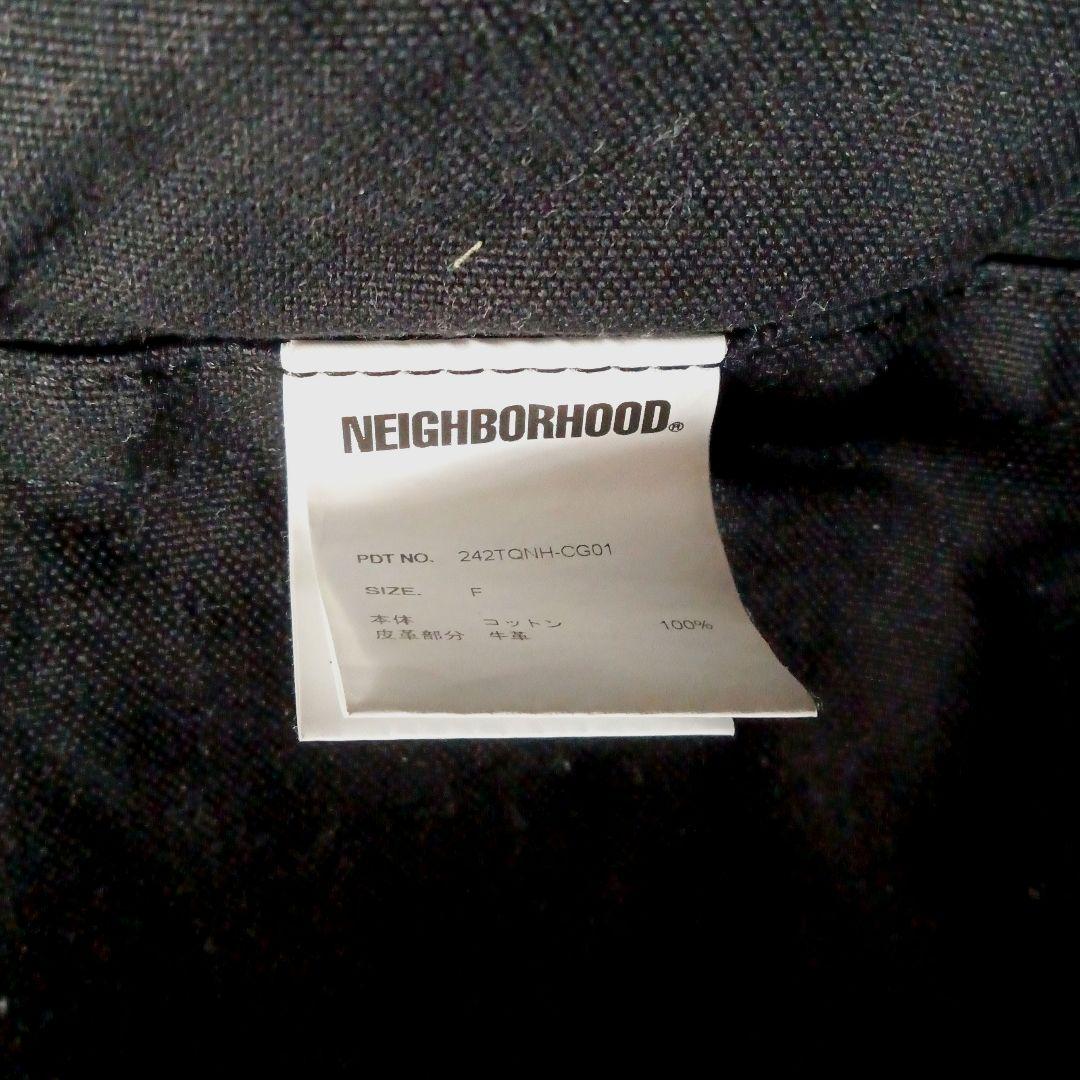 NEIGHBORHOOD®
PDT NO. 242TQNH-CG01
SIZE. F
本体 コットン 100%
皮革部分 牛革